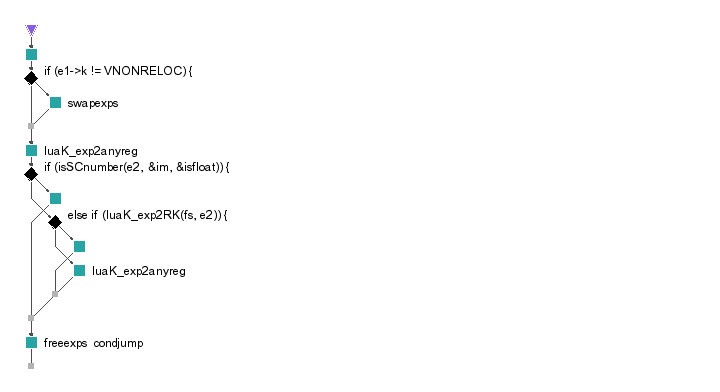 if (e1->k != VNONRELOC) {
swapexps
luaK_exp2anyreg
if (isSCnumber(e2, &im, &isfloat)) {
else if (luaK_exp2RK(fs, e2)) {
luaK_exp2anyreg
freeexps condjump